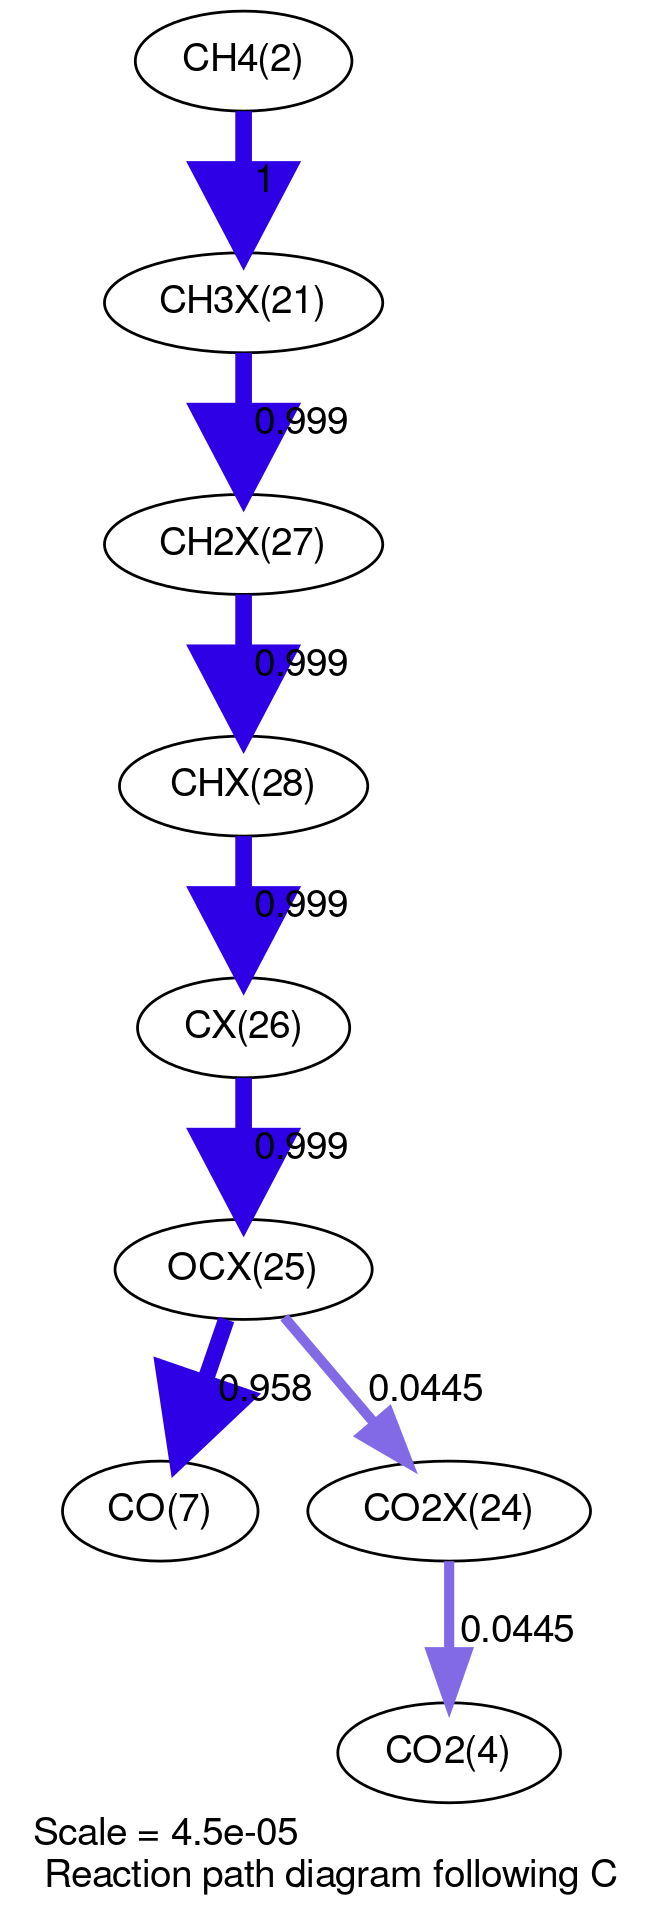 CH4(2)
1
CH3X(21)
0.999
CH2X(27)
0.999
CHX(28)
0.999
CX(26)
0.999
OCX(25)
0.958
0.0445
CO(7)
CO2X(24)
0.0445
CO2(4)
Scale = 4.5e-05
Reaction path diagram following C